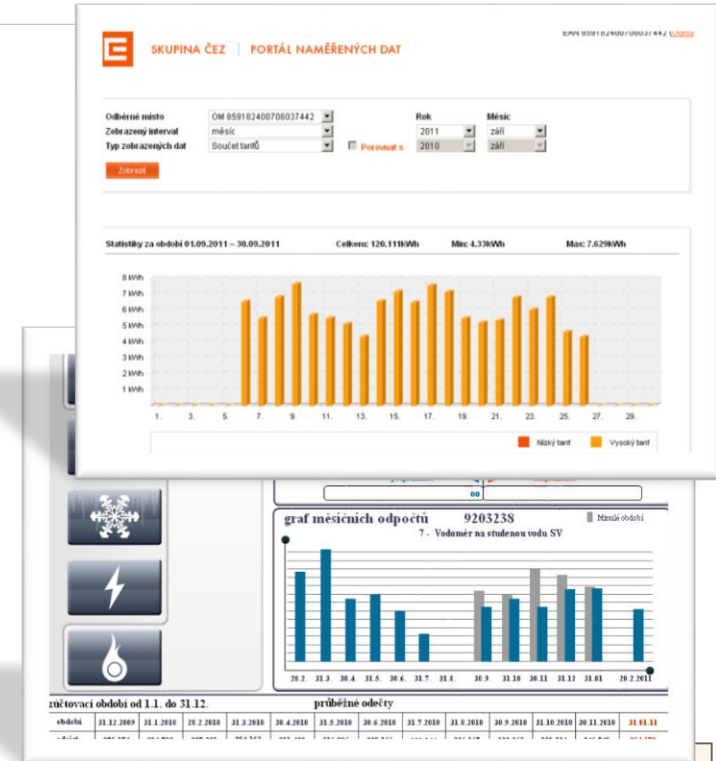 SKUPINA ČEZ | PORTÁL NAMĚŘENÝCH DAT
EAN 859182400706037442
Odběrné místo OM 859182400706037442 Rok Měsíc
Zobrazený interval měsíc 2011 září
Typ zobrazených dat Součet tarifů Porovnat s 2010 září
Zobrazit
Statistiky za období 01.09.2011 – 30.09.2011 Celkem: 120.111kWh Min: 4.33kWh Max: 7.629kWh
8 kWh
7 kWh
6 kWh
5 kWh
4 kWh
3 kWh
2 kWh
1 kWh
1. 3. 5. 7. 9. 11. 13. 15. 17. 19. 21. 23. 25. 27. 29.
Nízký tarif Vysoký tarif
00
graf měsíčních odpočtů 9203238 Minulé období
7 - Vodoměr na studenou vodu SV
28.2. 31.3. 30.4. 31.5. 30.6. 31.7. 31.8. 30.9. 31.10 30.11 31.12 31.01 20.2.2011
zúčtovací období od 1.1. do 31.12. průběžné odečty
období 31.12.2009 31.1.2010 28.2.2010 31.3.2010 30.4.2010 31.5.2010 30.6.2010 31.7.2010 31.8.2010 30.9.2010 31.10.2010 30.11.2010 31.01.11